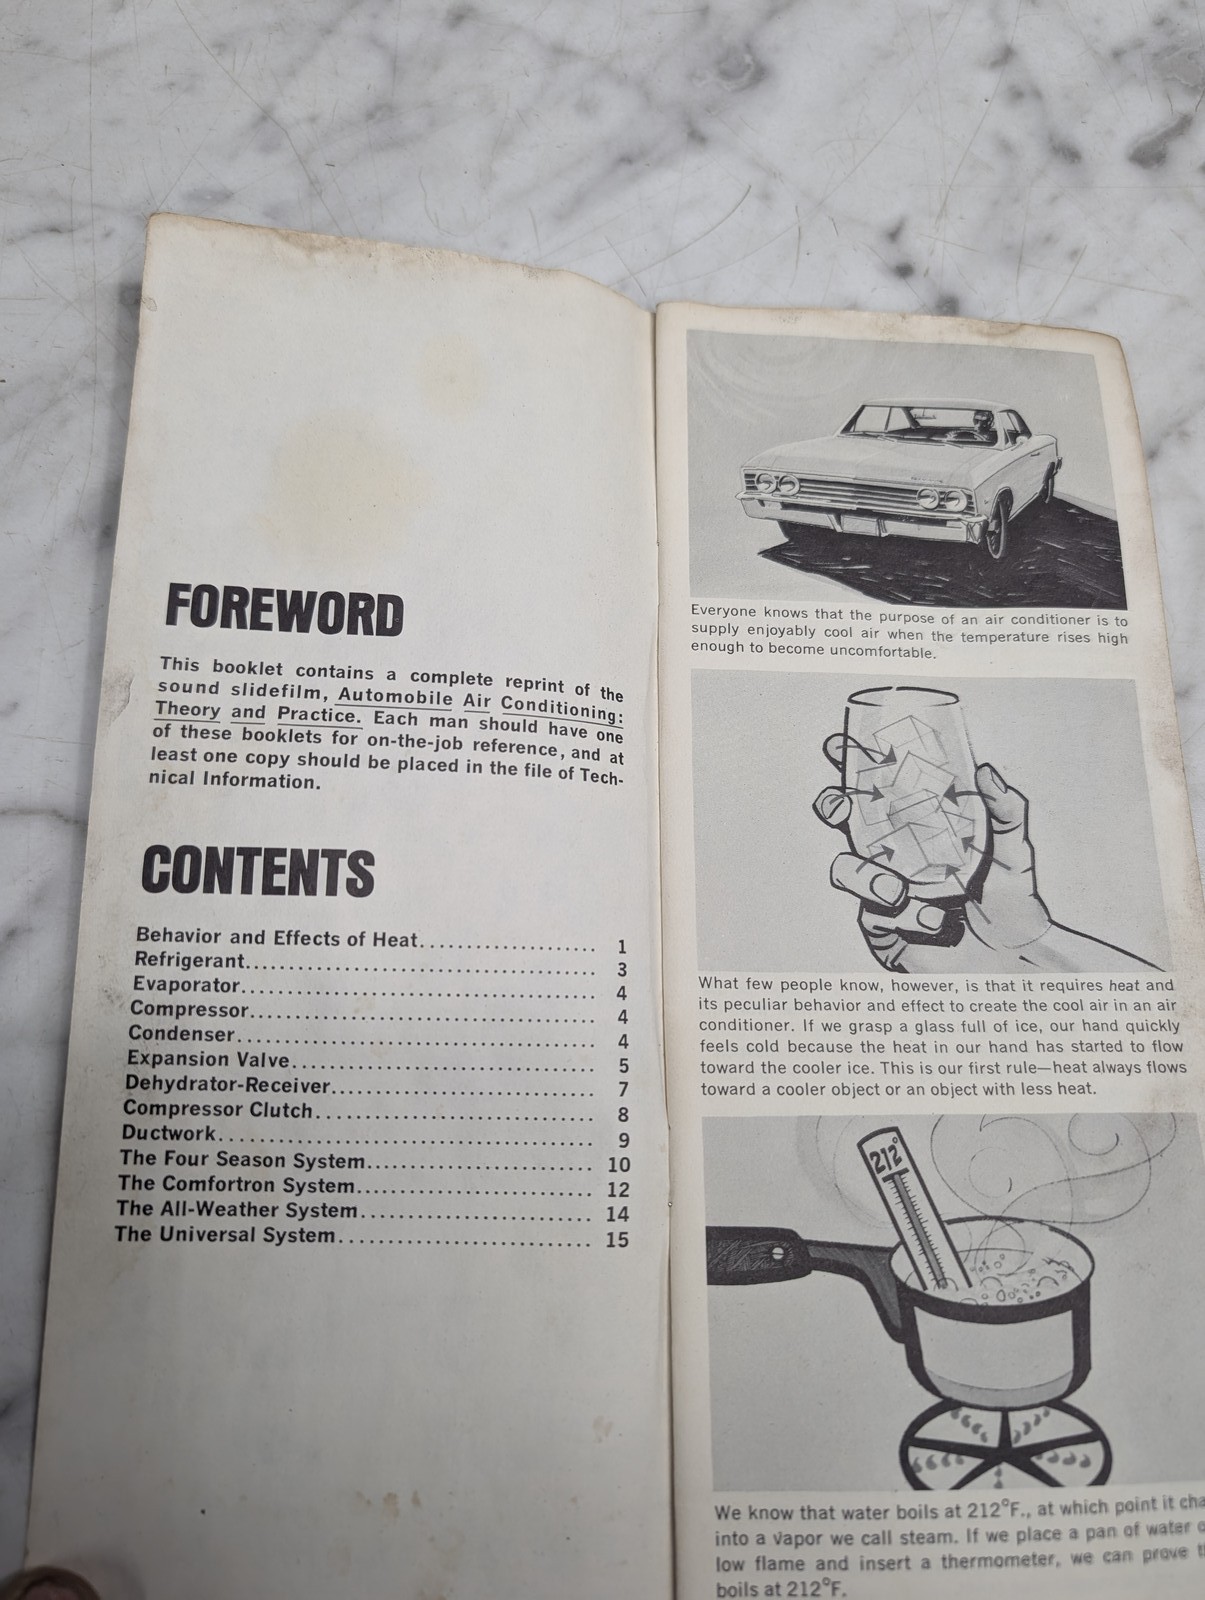 FOREWORD
This booklet contains a complete reprint of the
sound slidefilm, Automobile Air Conditioning:
Theory and Practice. Each man should have one
of these booklets for on-the-job reference, and at
least one copy should be placed in the file of Tech-
nical Information.
CONTENTS
Behavior and Effects of Heat.................... 1
Refrigerant........................................ 3
Evaporator........................................ 4
Compressor....................................... 4
Condenser......................................... 4
Expansion Valve.................................. 5
Dehydrator-Receiver............................. 7
Compressor Clutch............................... 8
Ductwork........................................... 9
The Four Season System......................... 10
The Comfortron System.......................... 12
The All-Weather System.......................... 14
The Universal System............................. 15
Everyone knows that the purpose of an air conditioner is to
supply enjoyably cool air when the temperature rises high
enough to become uncomfortable.
What few people know, however, is that it requires heat and
its peculiar behavior and effect to create the cool air in an air
conditioner. If we grasp a glass full of ice, our hand quickly
feels cold because the heat in our hand has started to flow
toward the cooler ice. This is our first rule—heat always flows
toward a cooler object or an object with less heat.
212°
We know that water boils at 212°F., at which point it cha
into a vapor we call steam. If we place a pan of water
low flame and insert a thermometer, we can prove
boils at 212°F.